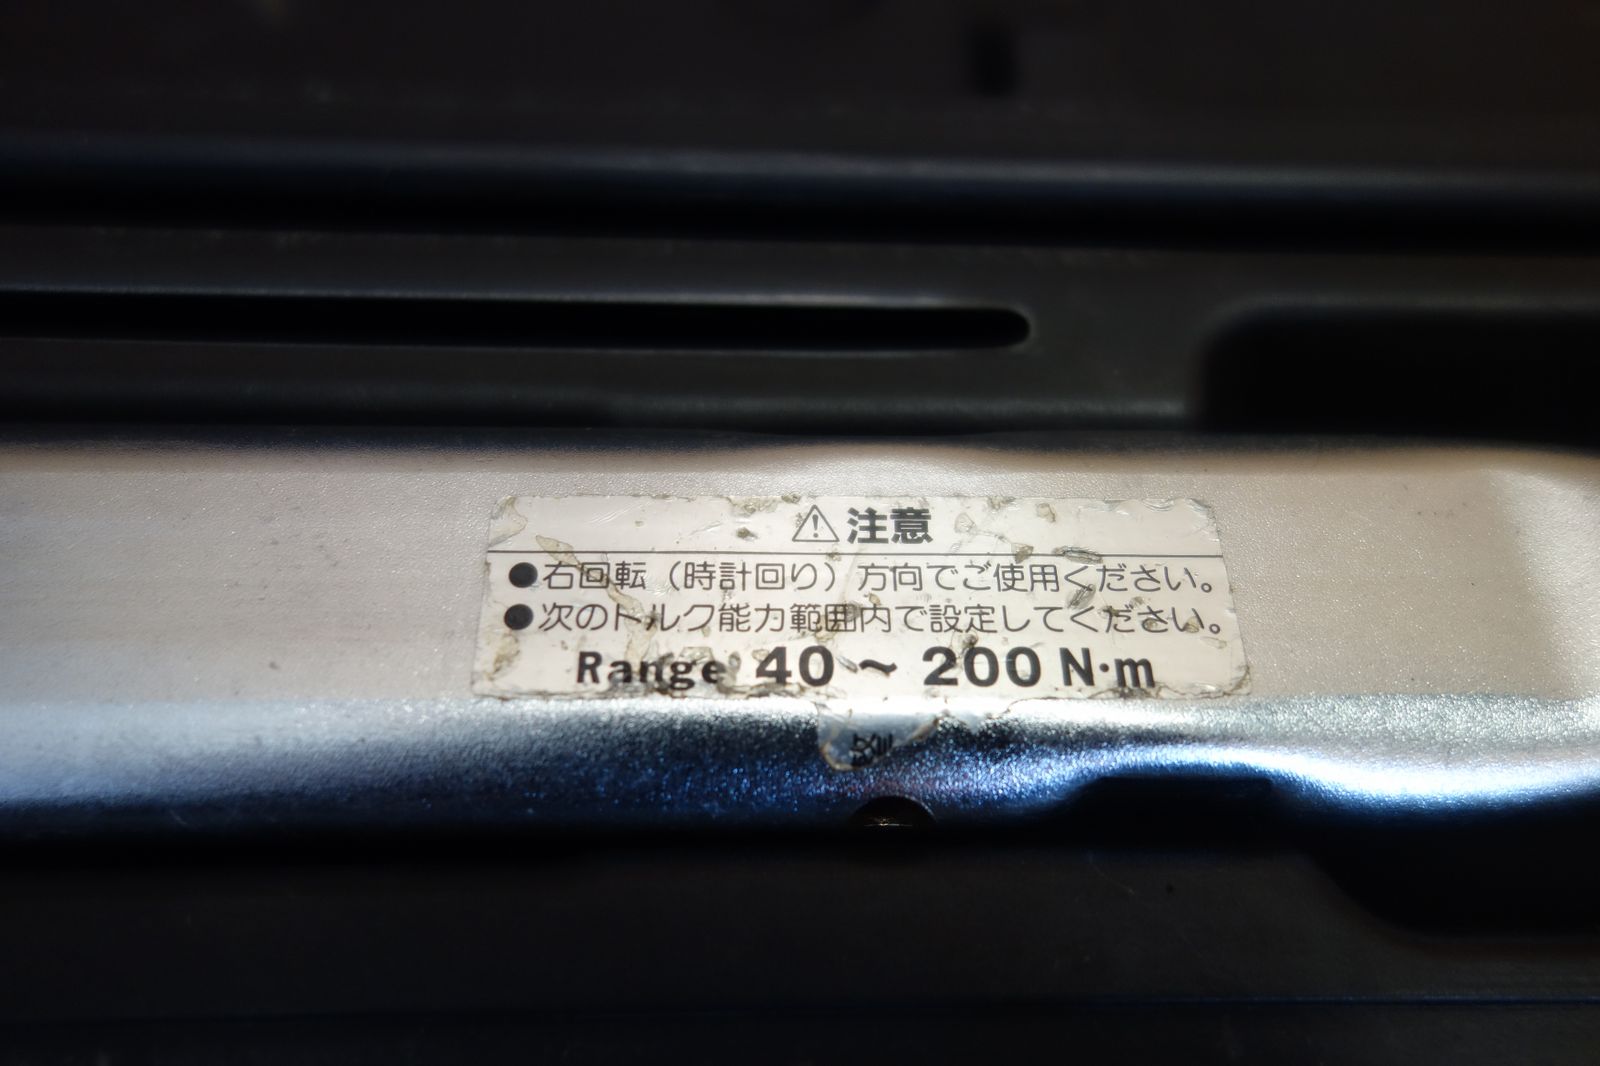 ⚠注意
●右回転（時計回り）方向でご使用ください。
●次のトルク能力範囲内で設定してください。
Range 40～200 N·m